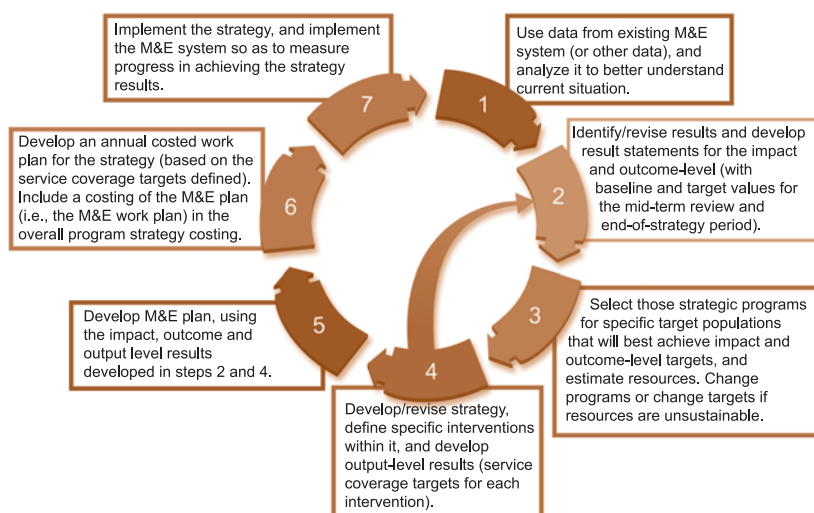 1
Use data from existing M&E
system (or other data), and
analyze it to better understand
current situation.
2
Identify/revise results and develop
result statements for the impact
and outcome-level (with
baseline and target values for
the mid-term review and
end-of-strategy period).
3
Select those strategic programs
for specific target populations
that will best achieve impact and
outcome-level targets, and
estimate resources. Change
programs or change targets if
resources are unsustainable.
4
Develop/revise strategy,
define specific interventions
within it, and develop
output-level results (service
coverage targets for each
intervention).
5
Develop M&E plan, using
the impact, outcome and
output level results
developed in steps 2 and 4.
6
Develop an annual costed work
plan for the strategy (based on the
service coverage targets defined).
Include a costing of the M&E plan
(i.e., the M&E work plan) in the
overall program strategy costing.
7
Implement the strategy, and implement
the M&E system so as to measure
progress in achieving the strategy
results.